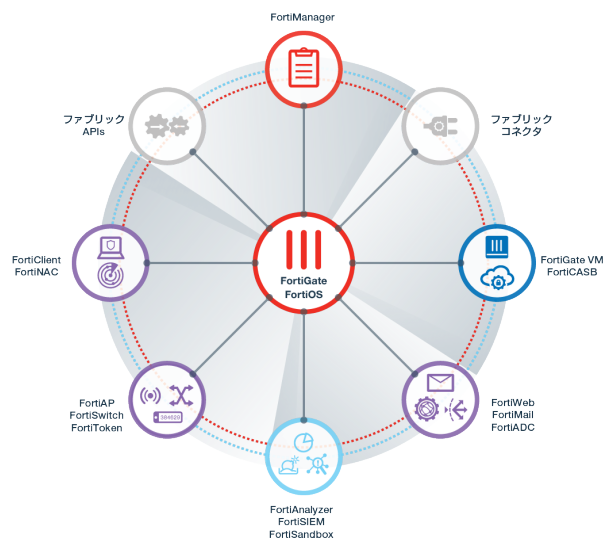 FortiManager
ファブリック
APIs
ファブリック
コネクタ
FortiClient
FortiNAC
FortiGate
FortiOS
FortiGate VM
FortiCASB
FortiAP
FortiSwitch
FortiToken
FortiWeb
FortiMail
FortiADC
FortiAnalyzer
FortiSIEM
FortiSandbox